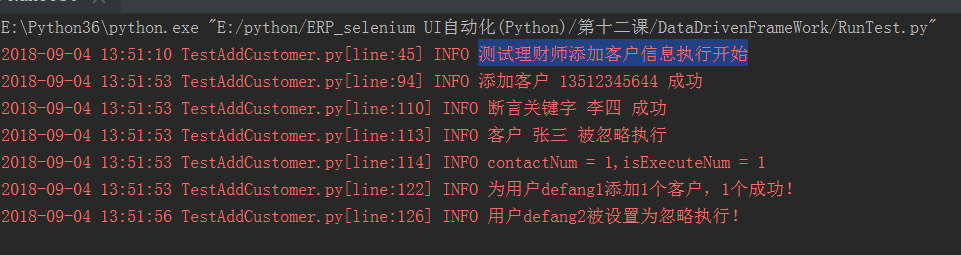 E:\Python36\python.exe "E:/python/ERP_selenium UI自动化(Python)/第十二课/DataDrivenFrameWork/RunTest.py"
2018-09-04 13:51:10 TestAddCustomer.py[line:45] INFO 测试理财师添加客户信息执行开始
2018-09-04 13:51:53 TestAddCustomer.py[line:94] INFO 添加客户 13512345644 成功
2018-09-04 13:51:53 TestAddCustomer.py[line:110] INFO 断言关键字 李四 成功
2018-09-04 13:51:53 TestAddCustomer.py[line:113] INFO 客户 张三 被忽略执行
2018-09-04 13:51:53 TestAddCustomer.py[line:114] INFO contactNum = 1,isExecuteNum = 1
2018-09-04 13:51:53 TestAddCustomer.py[line:122] INFO 为用户defang1添加1个客户，1个成功！
2018-09-04 13:51:56 TestAddCustomer.py[line:126] INFO 用户defang2被设置为忽略执行！